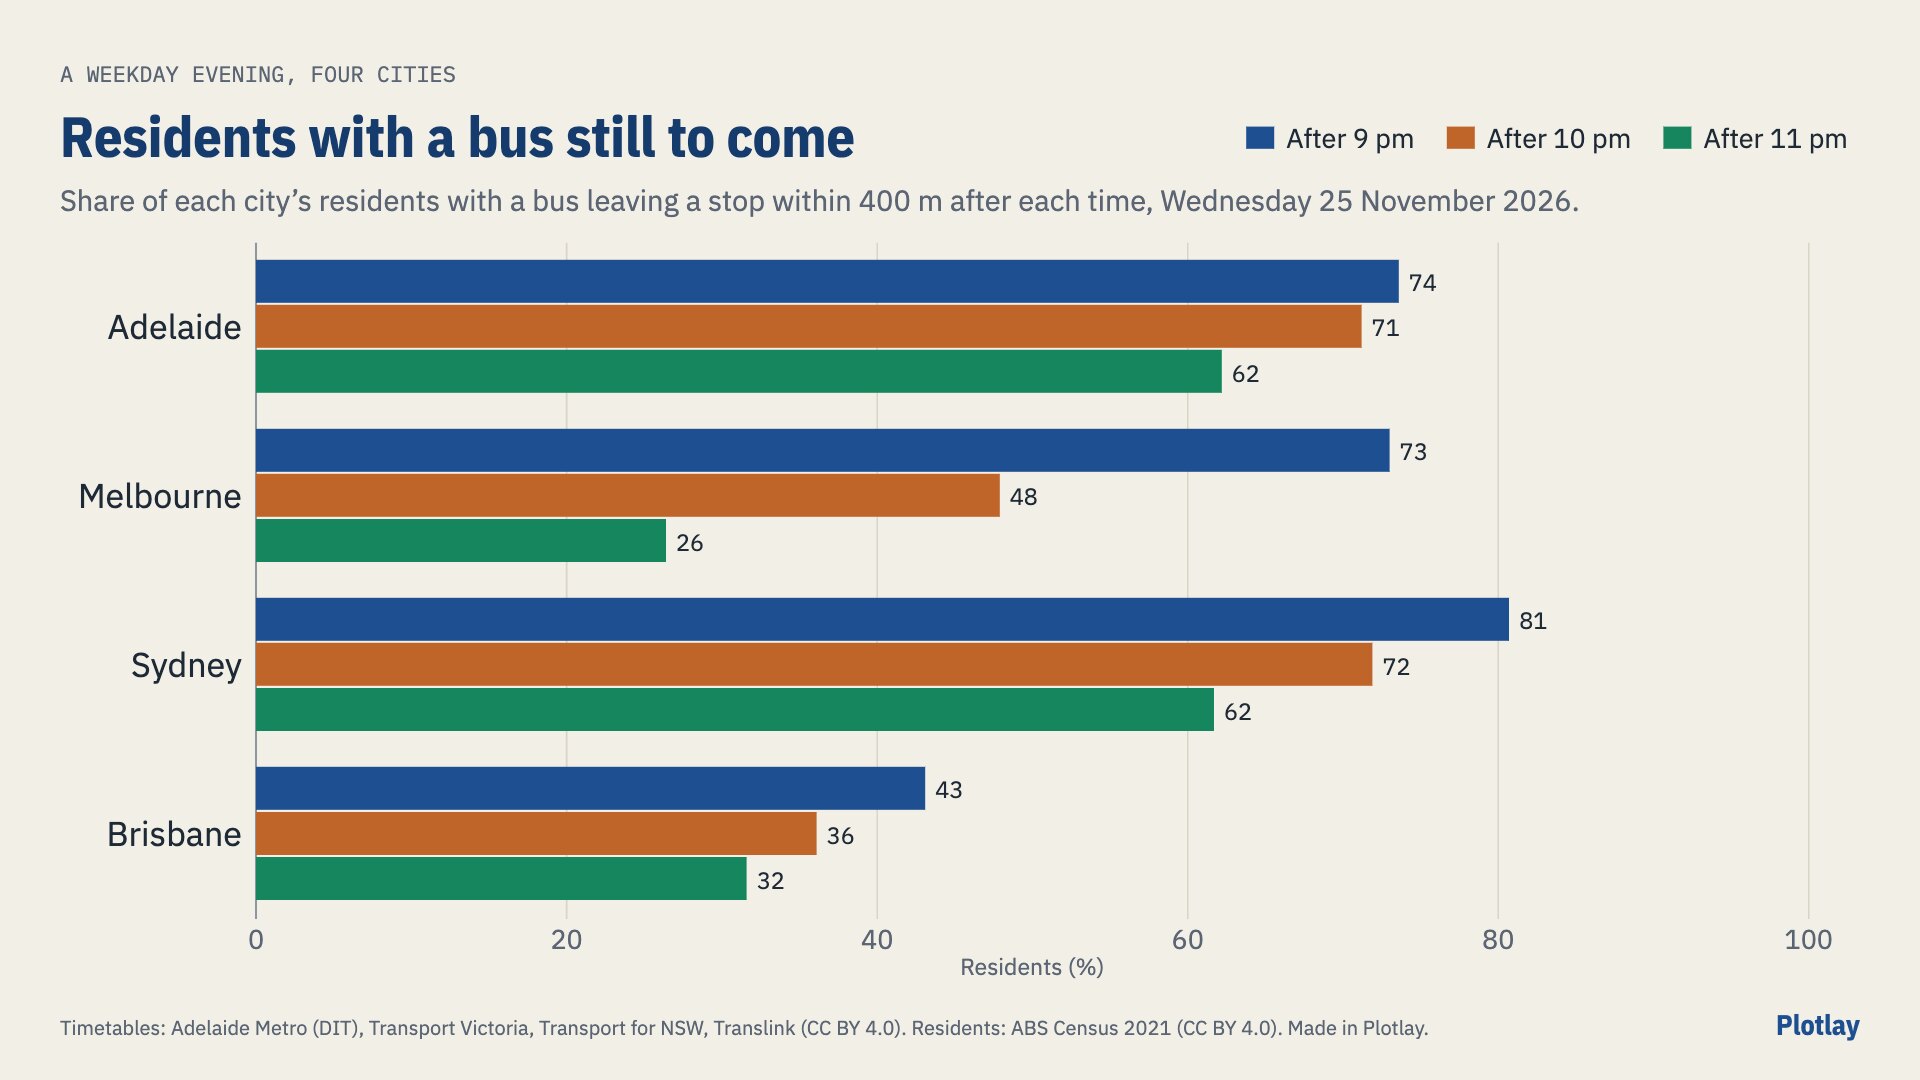 A WEEKDAY EVENING, FOUR CITIES
Residents with a bus still to come
After 9 pm After 10 pm After 11 pm
Share of each city’s residents with a bus leaving a stop within 400 m after each time, Wednesday 25 November 2026.
Adelaide
74
71
62
Melbourne
73
48
26
Sydney
81
72
62
Brisbane
43
36
32
0 20 40 60 80 100
Residents (%)
Timetables: Adelaide Metro (DIT), Transport Victoria, Transport for NSW, Translink (CC BY 4.0). Residents: ABS Census 2021 (CC BY 4.0). Made in Plotlay.
Plotlay